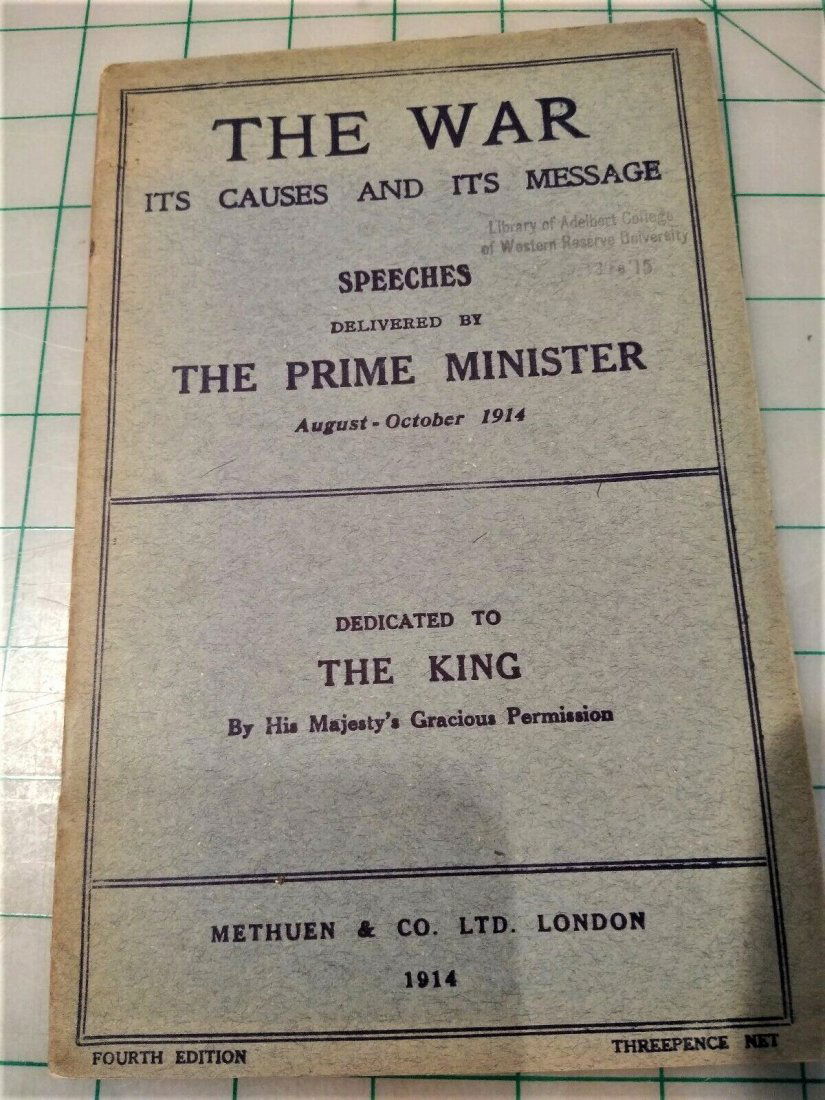 THE WAR
ITS CAUSES AND ITS MESSAGE
Library of Adelbert College
of Western Reserve University
15
SPEECHES
DELIVERED BY
THE PRIME MINISTER
August - October 1914
DEDICATED TO
THE KING
By His Majesty's Gracious Permission
METHUEN & CO. LTD. LONDON
1914
FOURTH EDITION
THREEPENCE NET